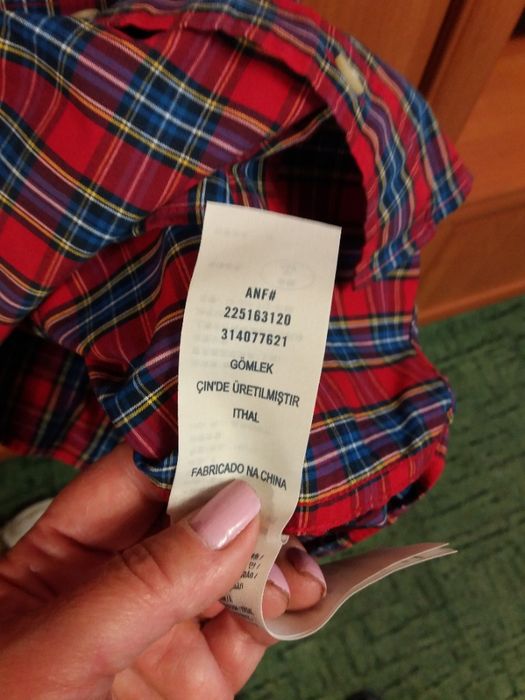 ANF#
225163120
314077621
GÖMLEK
ÇIN'DE ÜRETILMIŞTIR
ITHAL
FABRICADO NA CHINA